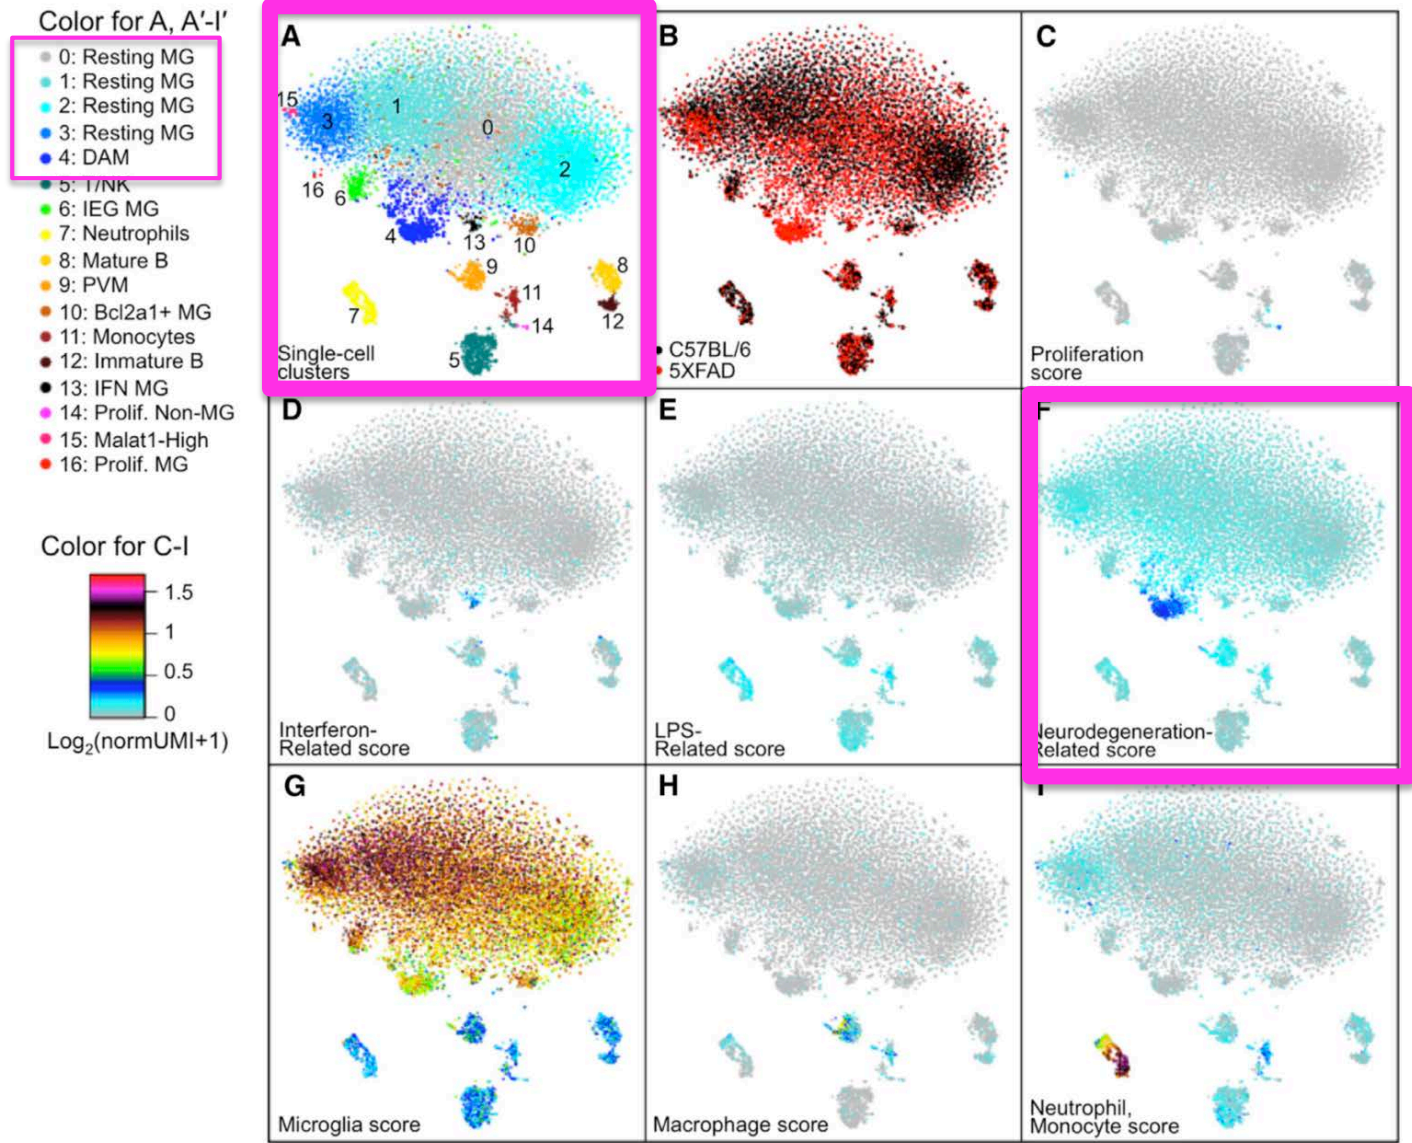 Color for A, A′-I′
0: Resting MG
1: Resting MG
2: Resting MG
3: Resting MG
4: DAM
5: T/NK
6: IEG MG
7: Neutrophils
8: Mature B
9: PVM
10: Bcl2a1+ MG
11: Monocytes
12: Immature B
13: IFN MG
14: Prolif. Non-MG
15: Malat1-High
16: Prolif. MG
Color for C-I
1.5
1
0.5
0
Log₂(normUMI+1)
A
15
3
1
0
2
16
6
4
13
10
9
8
7
11
12
14
5
Single-cell
clusters
B
C57BL/6
5XFAD
C
Proliferation
score
D
Interferon-
Related score
E
LPS-
Related score
F
Neurodegeneration-
Related score
G
Microglia score
H
Macrophage score
I
Neutrophil,
Monocyte score